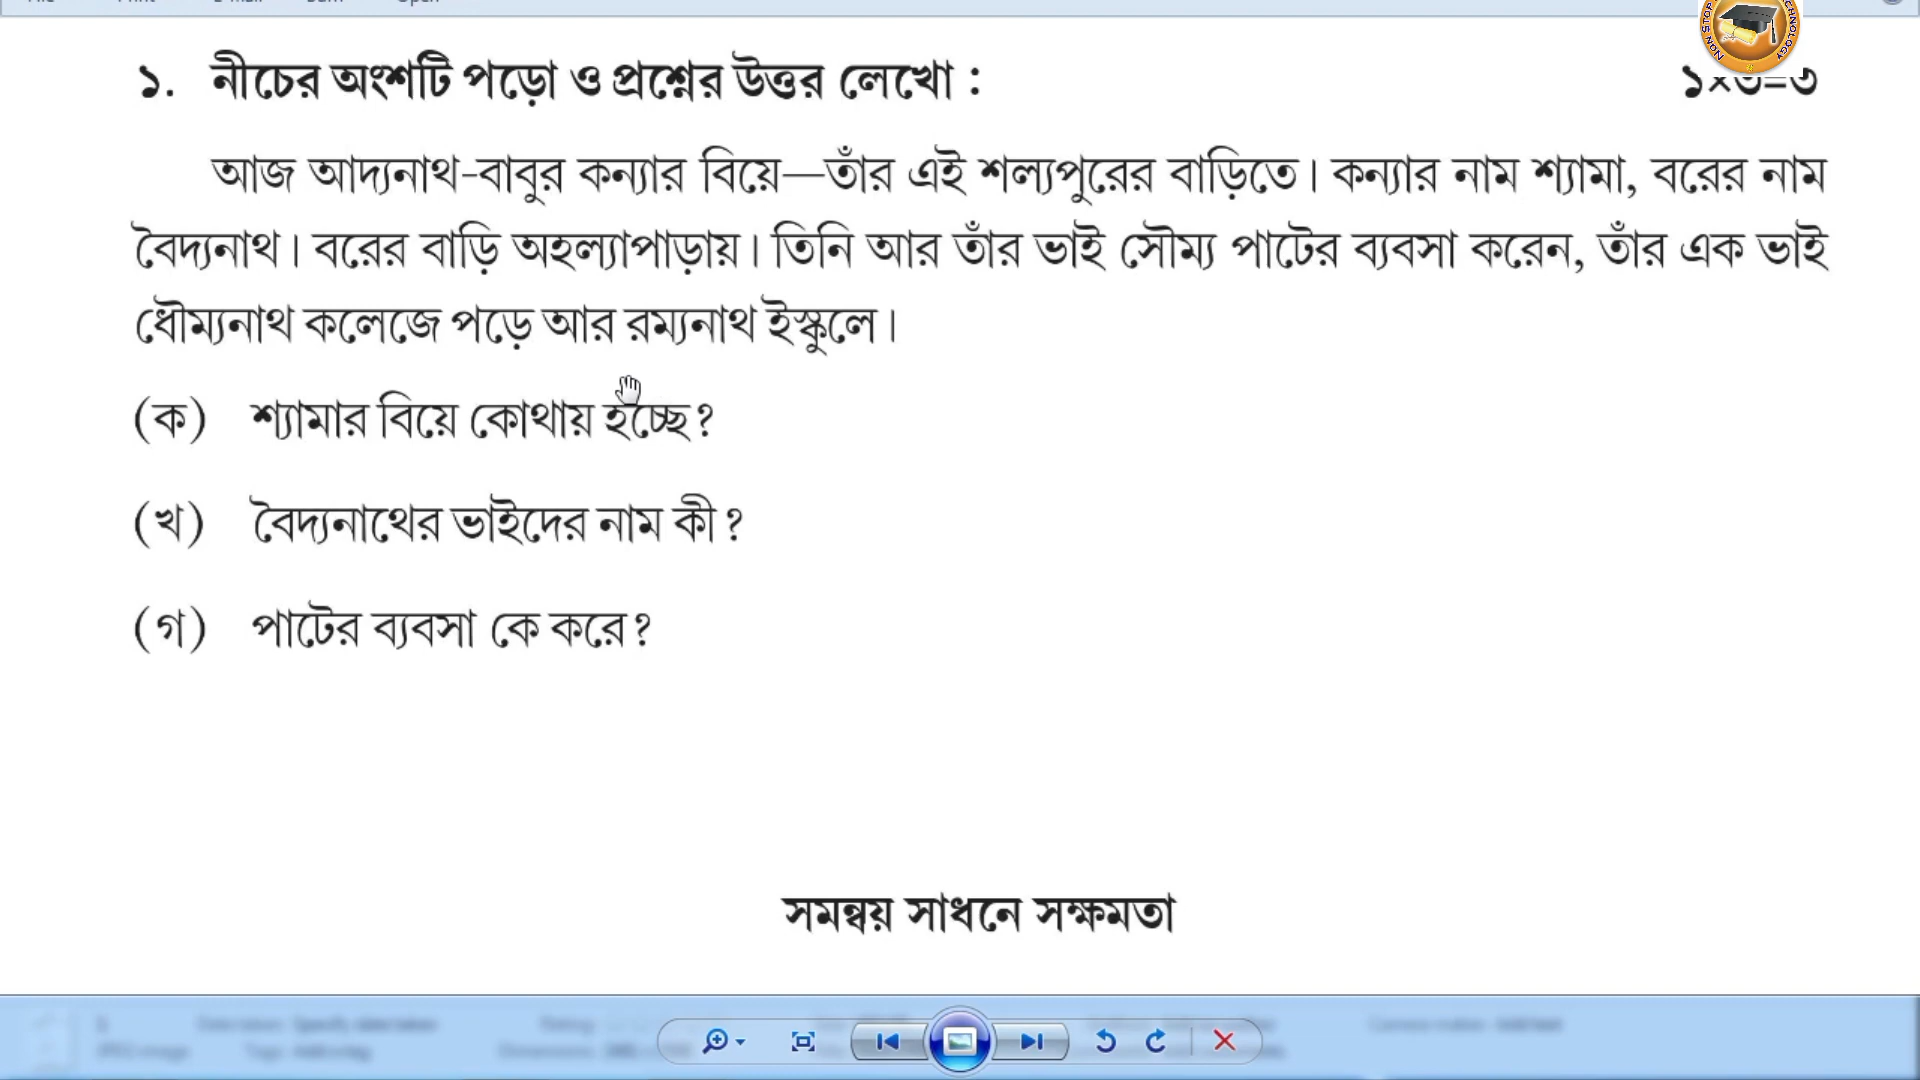 ১. নীচের অংশটি পড়ো ও প্রশ্নের উত্তর লেখো : ১×৩=৩
আজ আদ্যনাথ-বাবুর কন্যার বিয়ে—তাঁর এই শল্যপুরের বাড়িতে। কন্যার নাম শ্যামা, বরের নাম
বৈদ্যনাথ। বরের বাড়ি অহল্যাপাড়ায়। তিনি আর তাঁর ভাই সৌম্য পাটের ব্যবসা করেন, তাঁর এক ভাই
ধৌম্যনাথ কলেজে পড়ে আর রম্যনাথ ইস্কুলে।
(ক) শ্যামার বিয়ে কোথায় হচ্ছে?
(খ) বৈদ্যনাথের ভাইদের নাম কী?
(গ) পাটের ব্যবসা কে করে?
সমন্বয় সাধনে সক্ষমতা